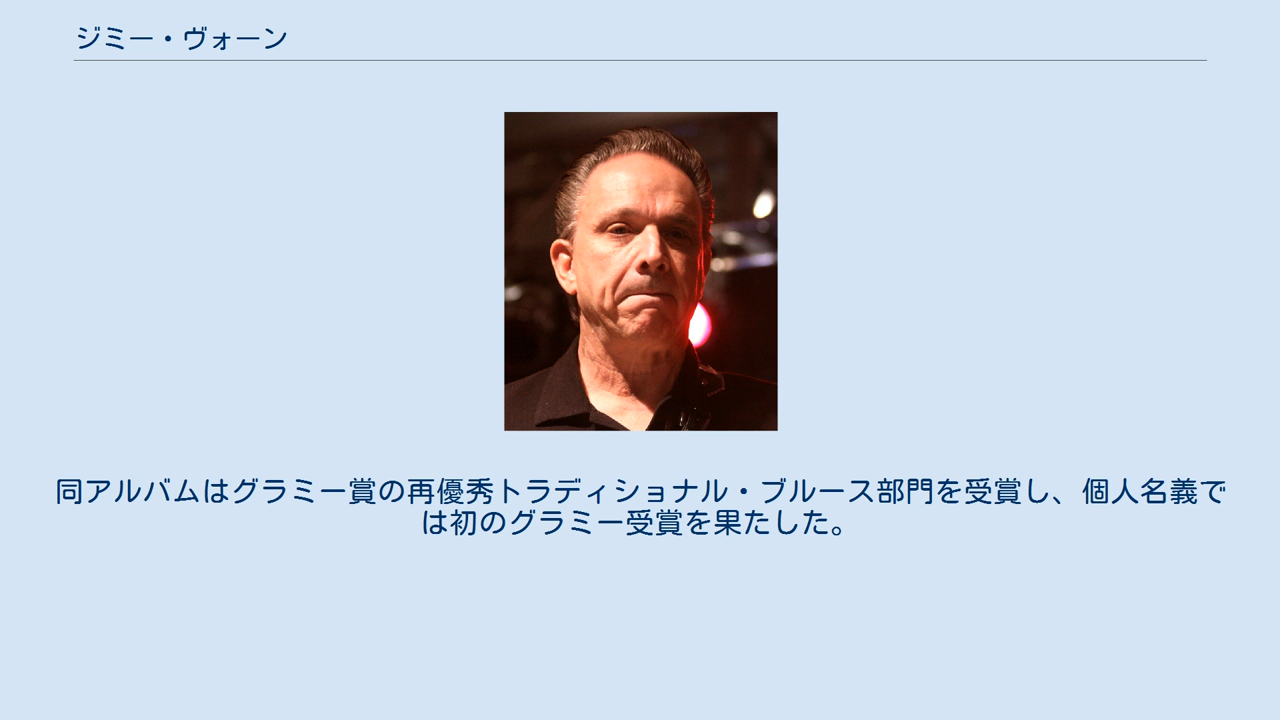 ジミー・ヴォーン
同アルバムはグラミー賞の再優秀トラディショナル・ブルース部門を受賞し、個人名義で
は初のグラミー受賞を果たした。